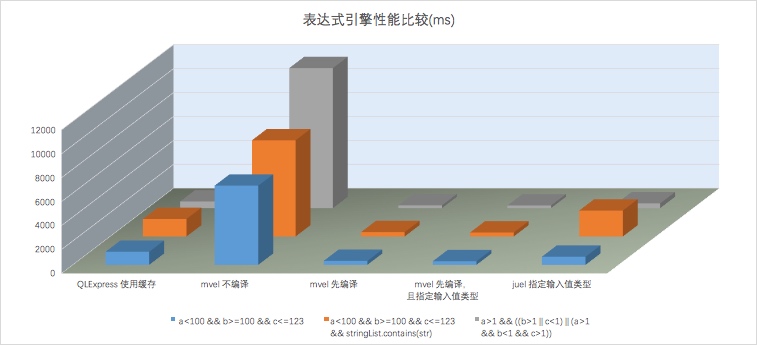 表达式引擎性能比较(ms)
12000
10000
8000
6000
4000
2000
0
QLExpress 使用缓存
mvel 不编译
mvel 先编译
mvel 先编译,
且指定输入值类型
juel 指定输入值类型
a<100 && b>=100 && c<=123
a<100 && b>=100 && c<=123
&& stringList.contains(str)
a>1 && ((b>1 || c<1) || (a>1
&& b<1 && c>1))